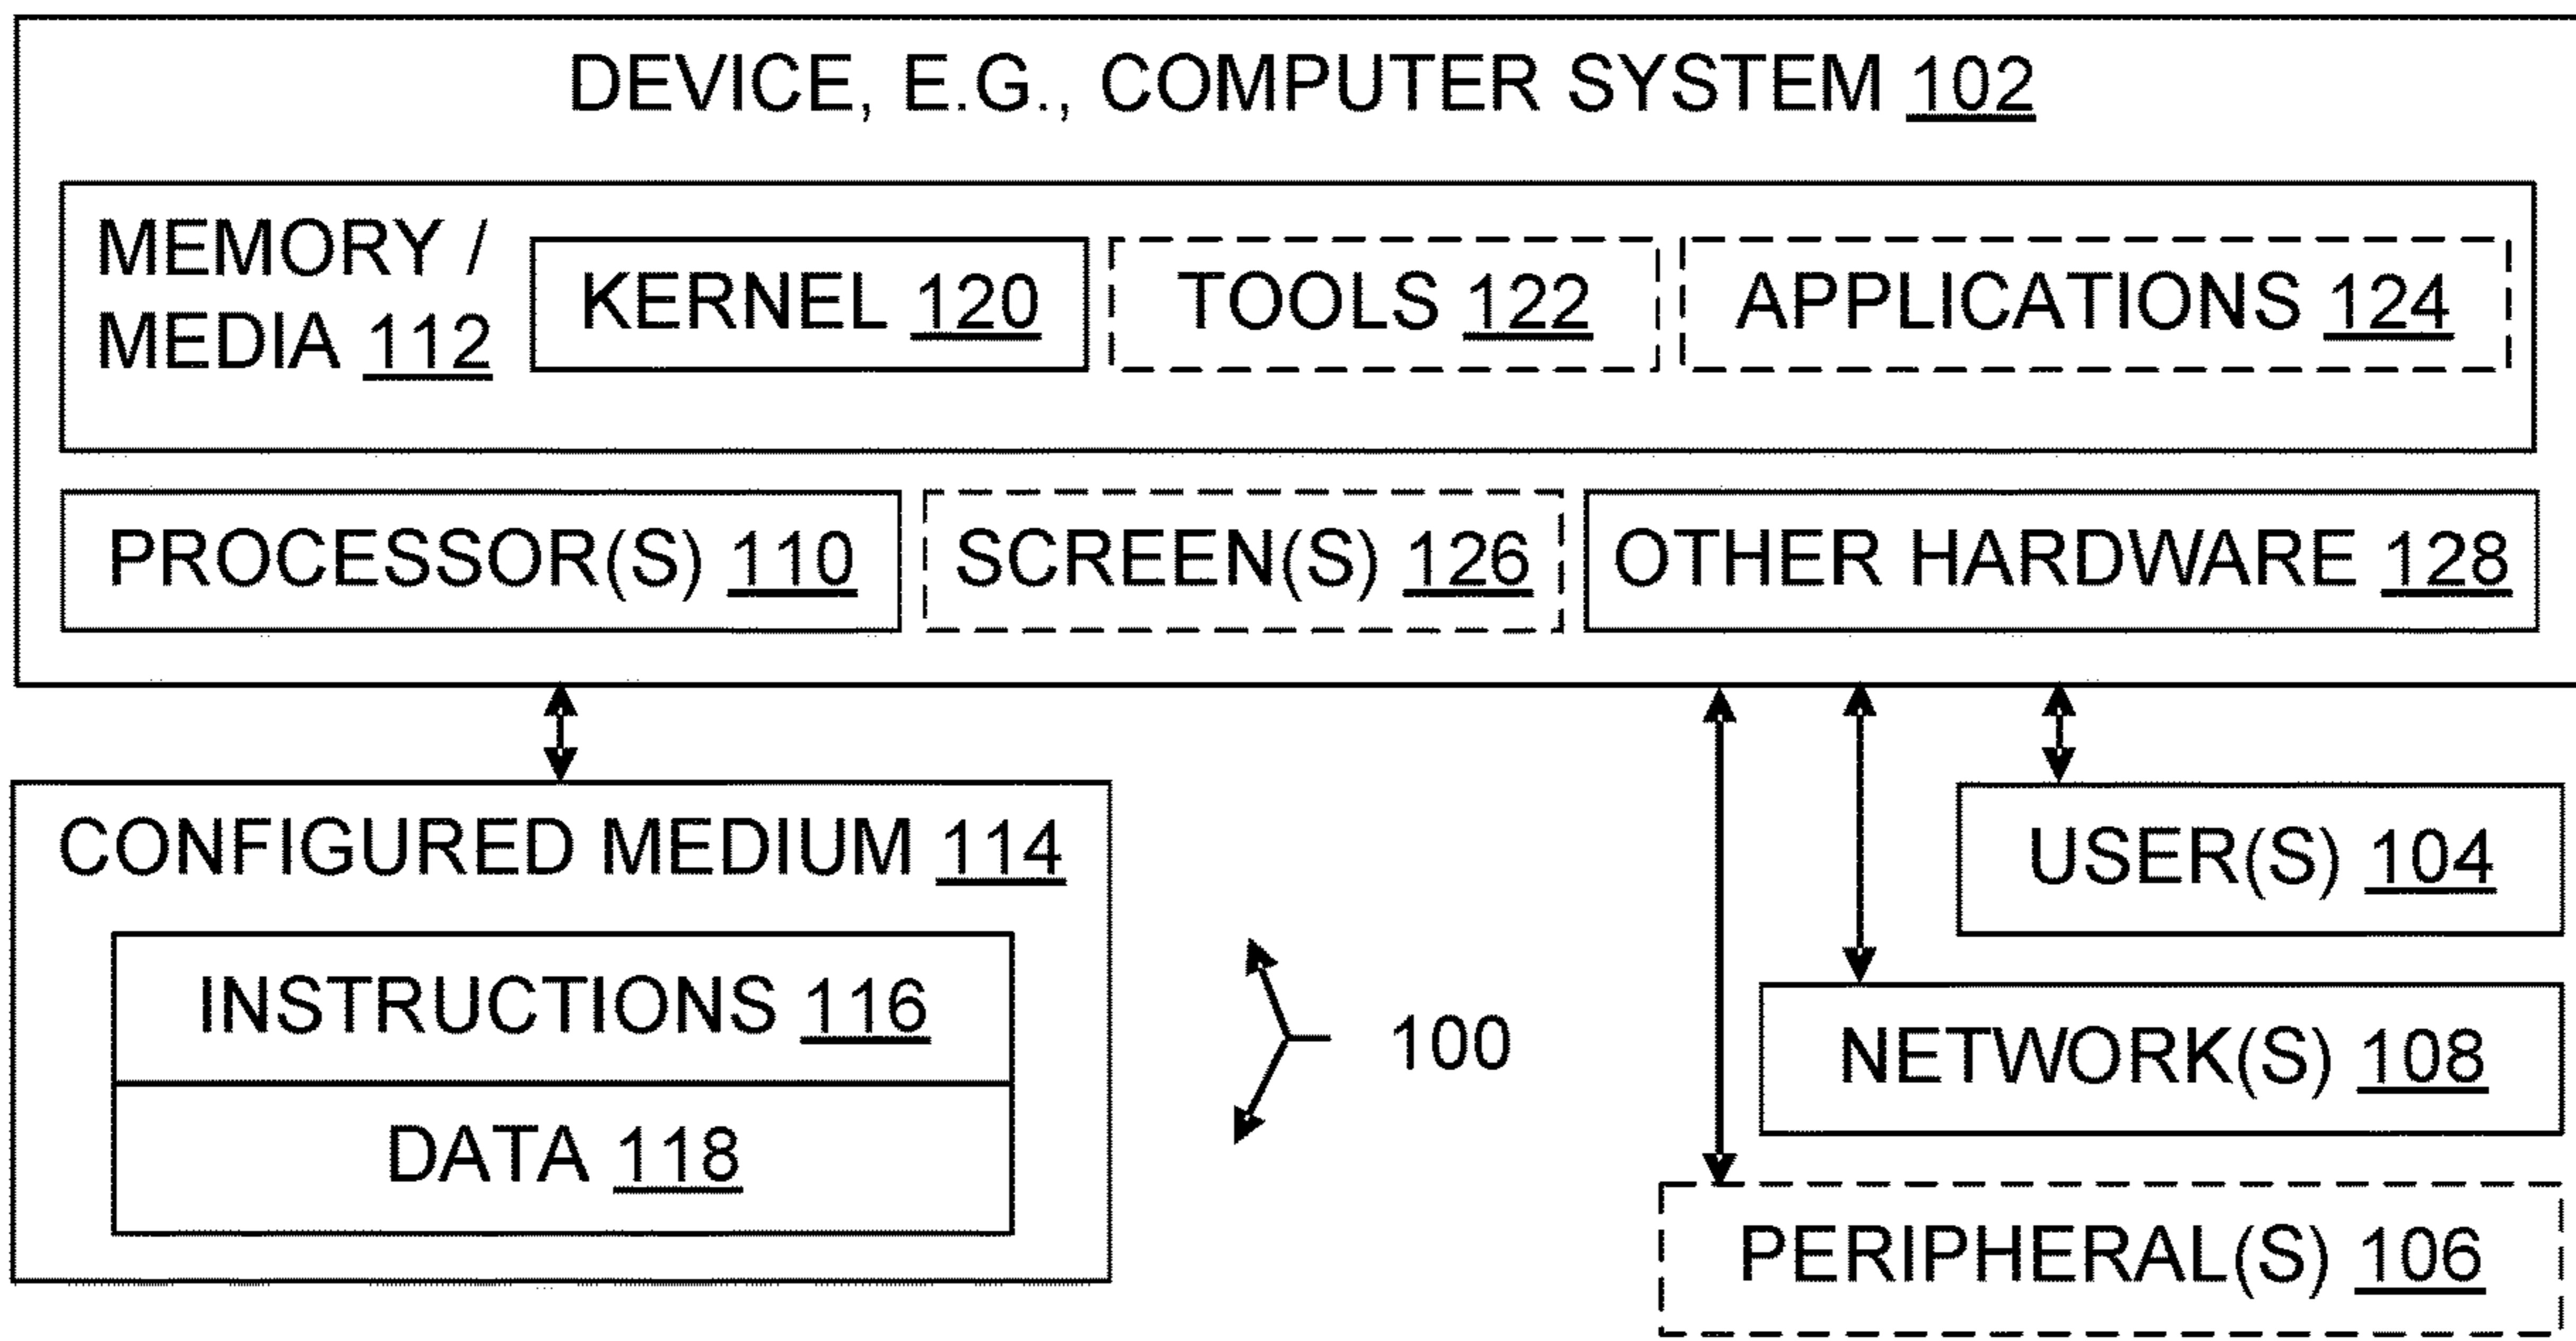 DEVICE, E.G., COMPUTER SYSTEM 102
MEMORY /
MEDIA 112
KERNEL 120
TOOLS 122
APPLICATIONS 124
PROCESSOR(S) 110
SCREEN(S) 126
OTHER HARDWARE 128
CONFIGURED MEDIUM 114
INSTRUCTIONS 116
DATA 118
100
USER(S) 104
NETWORK(S) 108
PERIPHERAL(S) 106